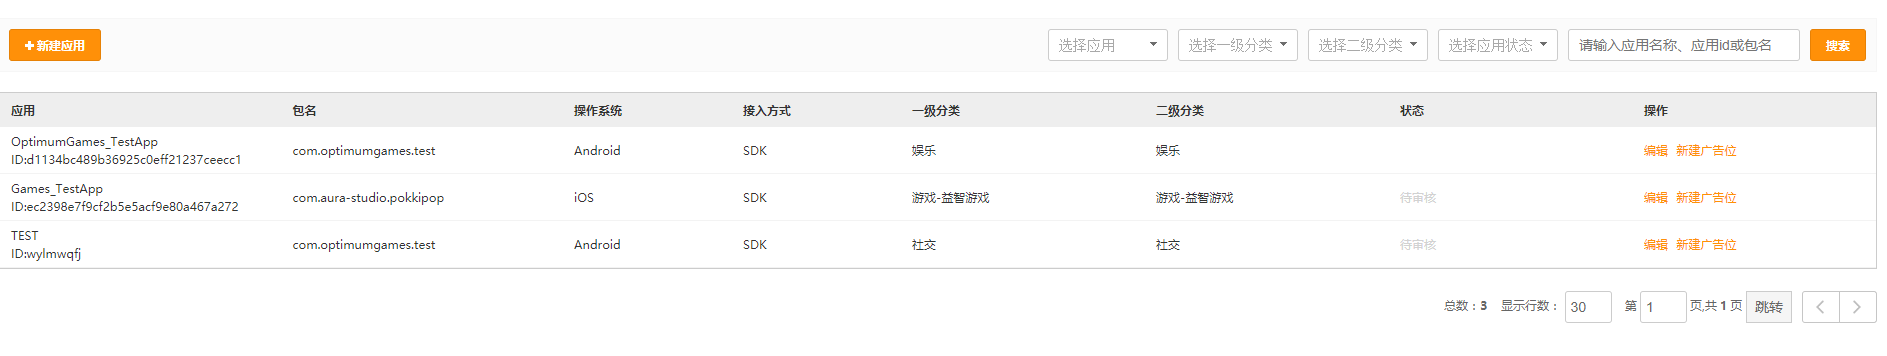 新建应用
选择应用 选择一级分类 选择二级分类 选择应用状态 请输入应用名称、应用id或包名 搜索
应用 包名 操作系统 接入方式 一级分类 二级分类 状态 操作
OptimumGames_TestApp
ID:d1134bc489b36925c0eff21237ceecc1 com.optimumgames.test Android SDK 娱乐 娱乐 编辑 新建广告位
Games_TestApp
ID:ec2398e7f9cf2b5e5acf9e80a467a272 com.aura-studio.pokkipop iOS SDK 游戏-益智游戏 游戏-益智游戏 待审核 编辑 新建广告位
TEST
ID:wylmwqfj com.optimumgames.test Android SDK 社交 社交 待审核 编辑 新建广告位
总数：3 显示行数： 30 第 1 页,共 1 页 跳转